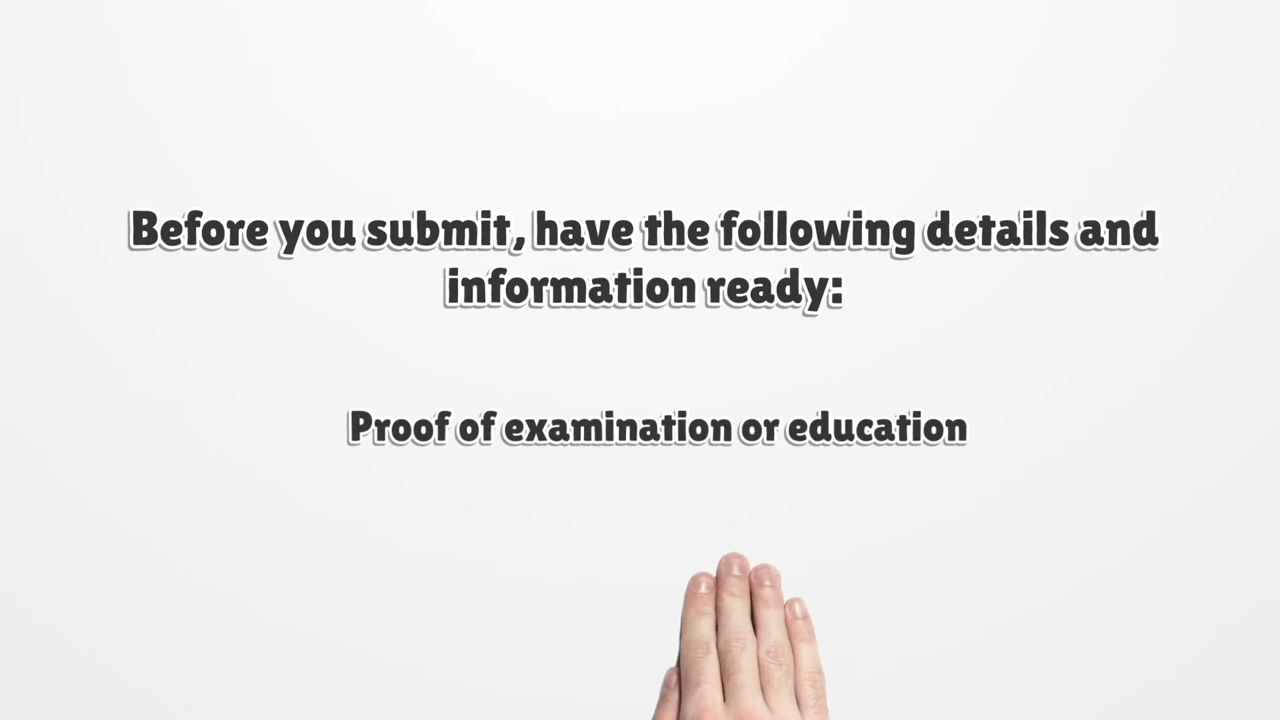 Before you submit, have the following details and
information ready:
Proof of examination or education